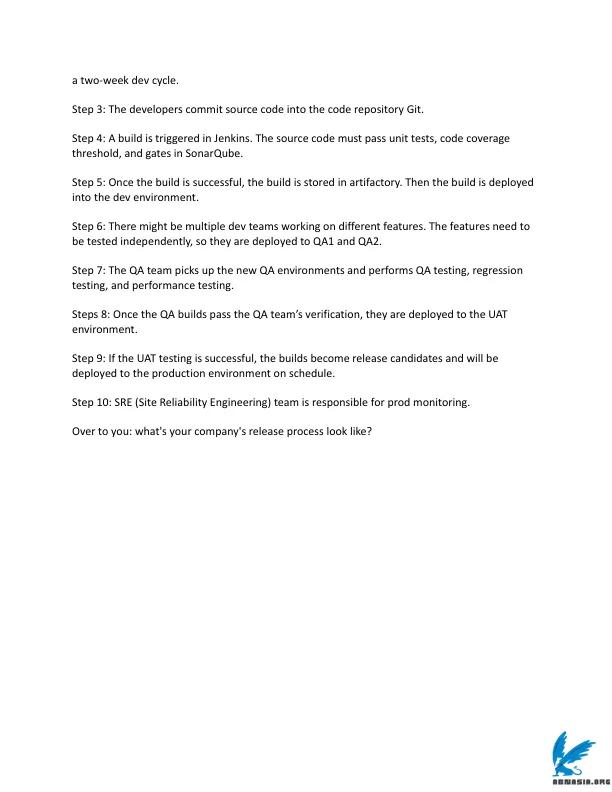 a two-week dev cycle.
Step 3: The developers commit source code into the code repository Git.
Step 4: A build is triggered in Jenkins. The source code must pass unit tests, code coverage
threshold, and gates in SonarQube.
Step 5: Once the build is successful, the build is stored in artifactory. Then the build is deployed
into the dev environment.
Step 6: There might be multiple dev teams working on different features. The features need to
be tested independently, so they are deployed to QA1 and QA2.
Step 7: The QA team picks up the new QA environments and performs QA testing, regression
testing, and performance testing.
Steps 8: Once the QA builds pass the QA team’s verification, they are deployed to the UAT
environment.
Step 9: If the UAT testing is successful, the builds become release candidates and will be
deployed to the production environment on schedule.
Step 10: SRE (Site Reliability Engineering) team is responsible for prod monitoring.
Over to you: what's your company's release process look like?
ABNASIA.ORG